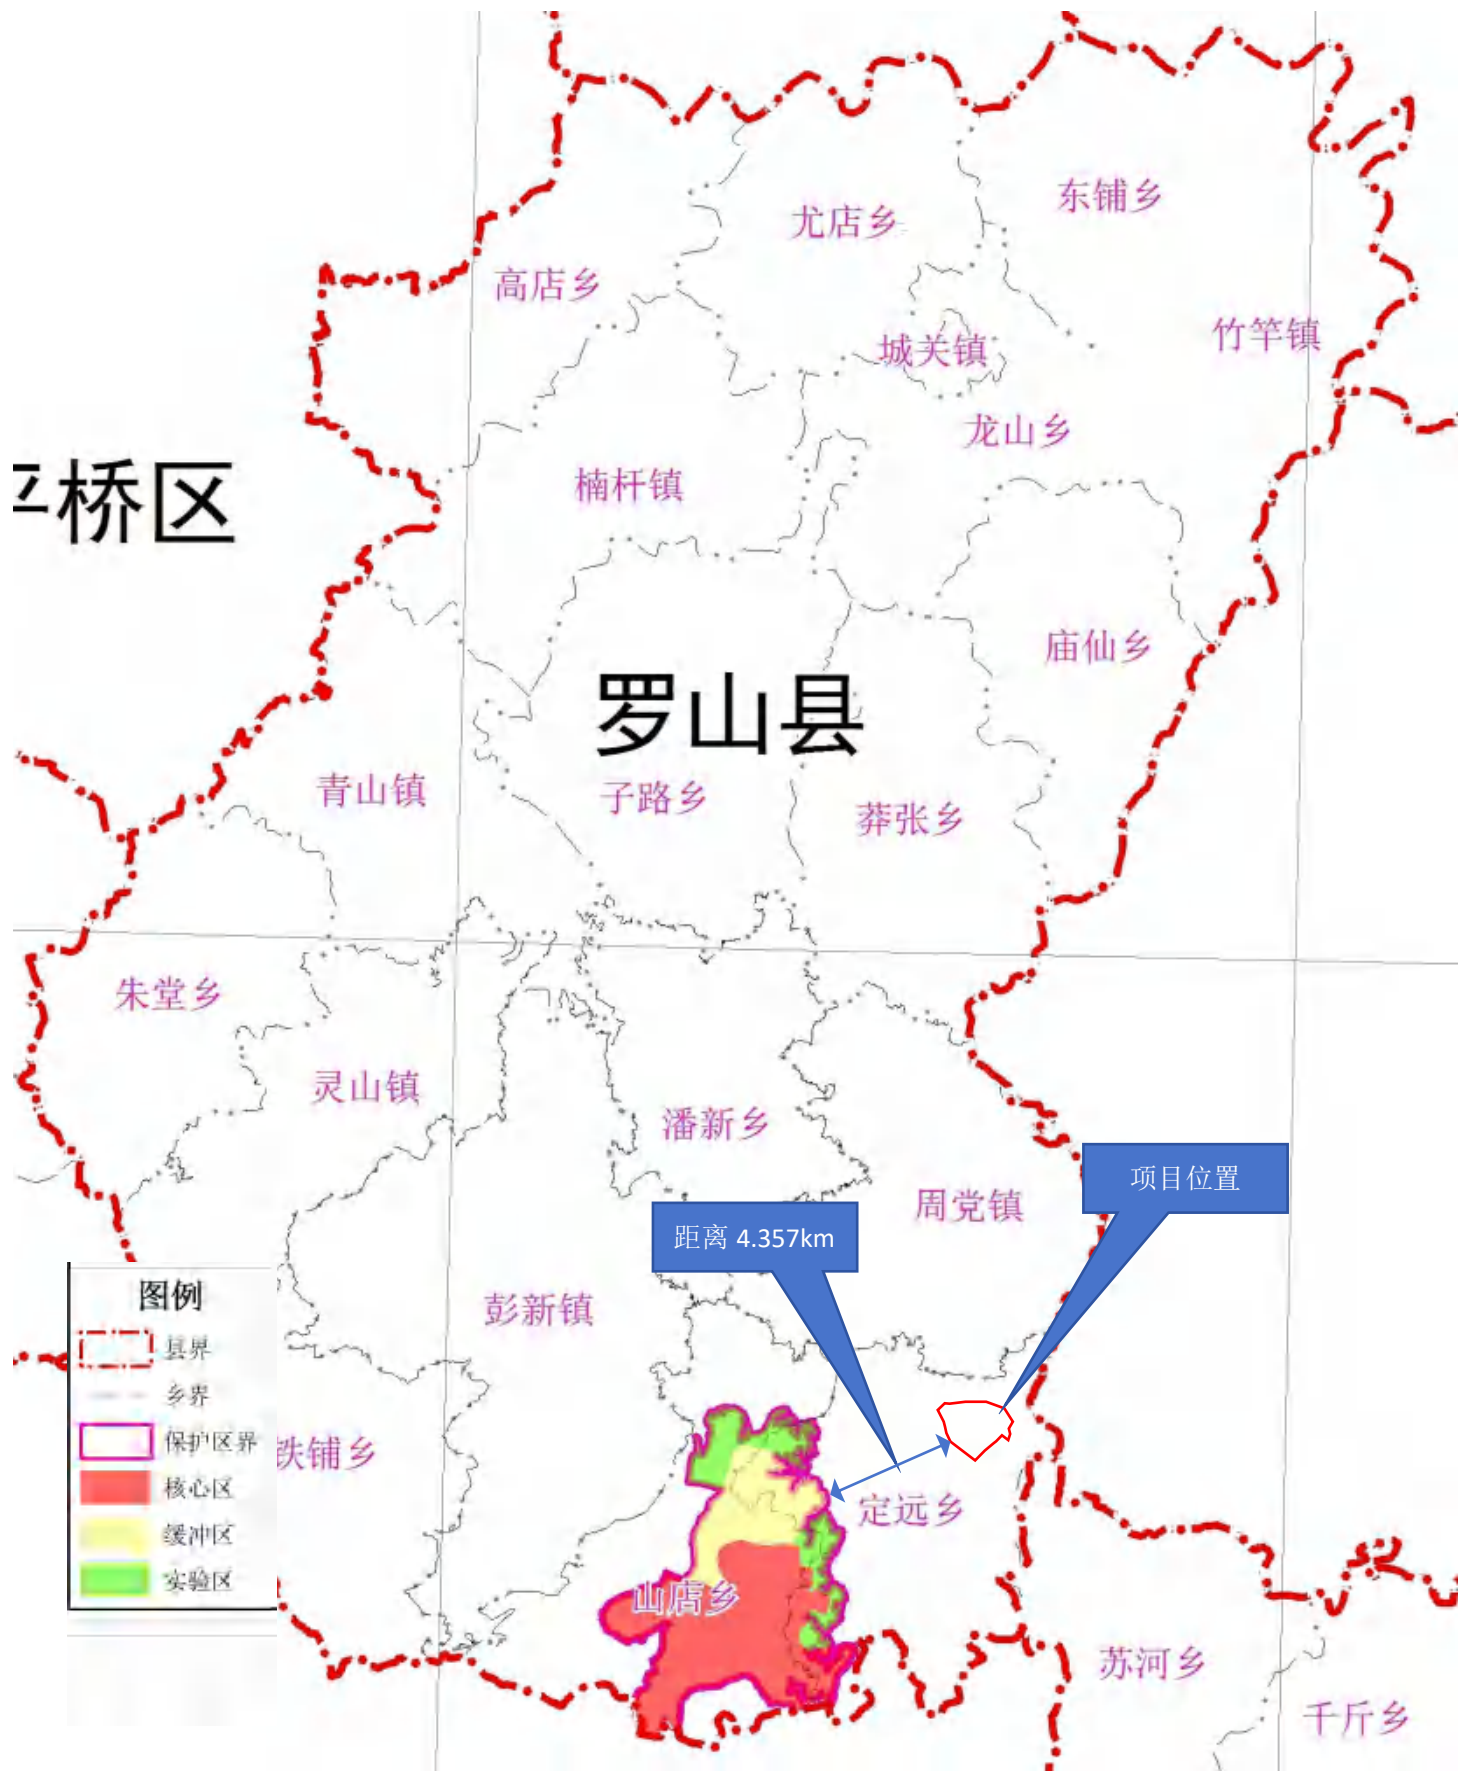 东铺乡
尤店乡
高店乡
竹竿镇
城关镇
龙山乡
平桥区
楠杆镇
庙仙乡
罗山县
青山镇
子路乡
莽张乡
朱堂乡
灵山镇
潘新乡
项目位置
周党镇
距离 4.357km
彭新镇
图例
县界
乡界
保护区界
核心区
缓冲区
实验区
铁铺乡
定远乡
山店乡
苏河乡
千斤乡